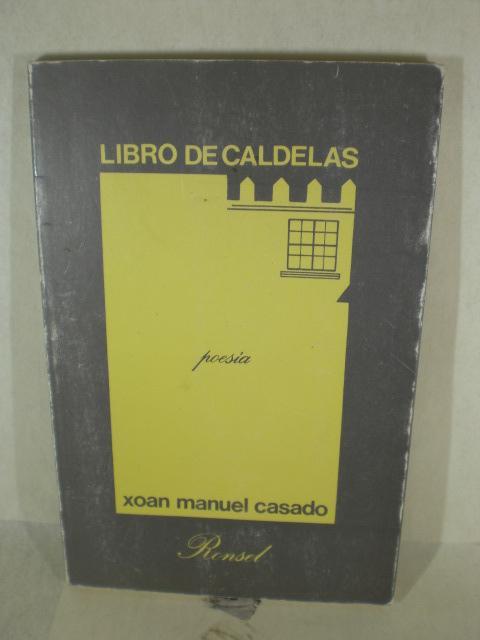 LIBRO DE CALDELAS
poesía
xoan manuel casado
Ronsel